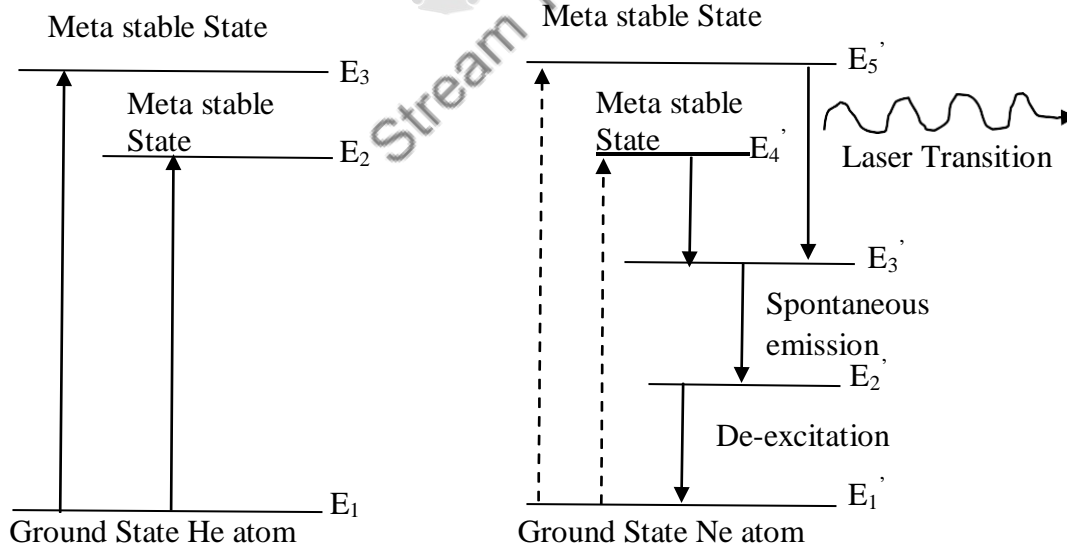 Meta stable State
E3
Meta stable
State
E2
E1
Ground State He atom
Stream
Meta stable State
E5’
Meta stable
State
E4’
Laser Transition
E3’
Spontaneous
emission
E2’
De-excitation
E1’
Ground State Ne atom